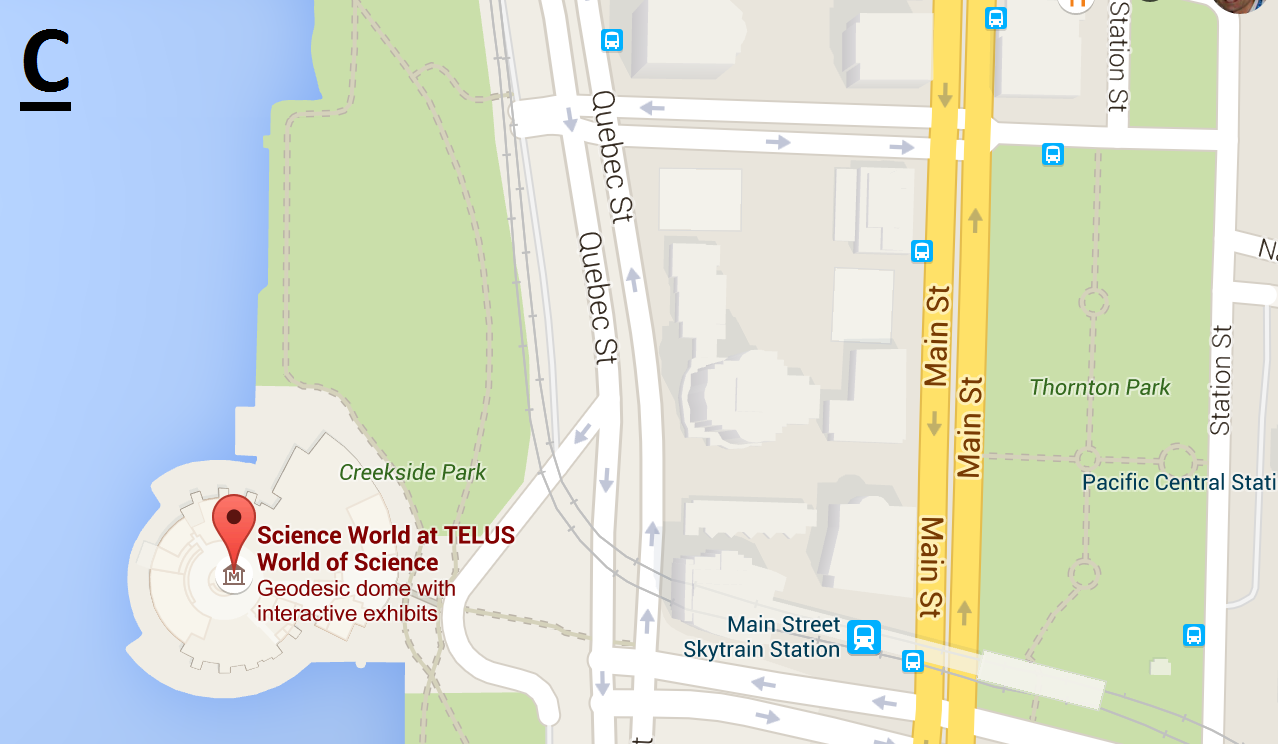 C
Station St
Quebec St
Quebec St
Main St
Main St
Thornton Park
Station St
Creekside Park
Pacific Central Stati
Science World at TELUS
World of Science
Geodesic dome with
interactive exhibits
Main St
Main Street
Skytrain Station